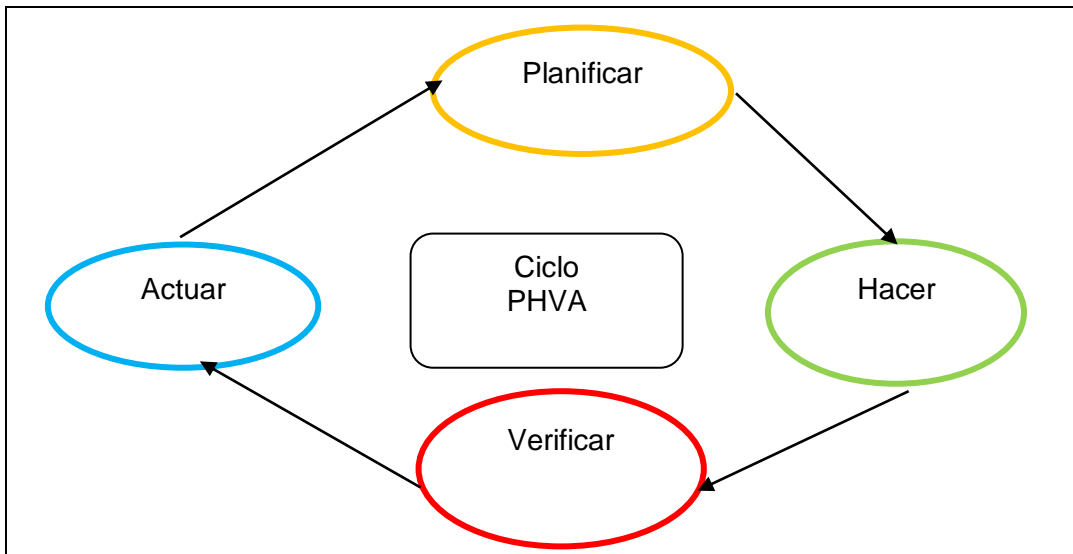 Planificar
Actuar
Ciclo
PHVA
Hacer
Verificar